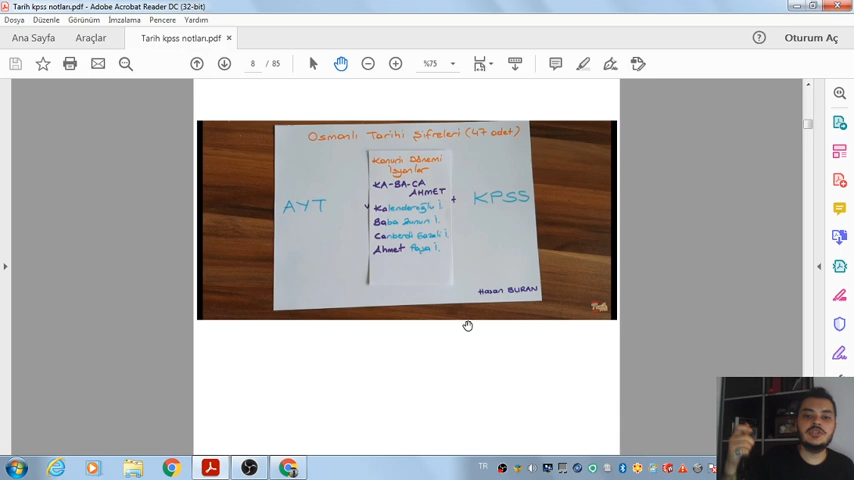 Tarih kpss notları.pdf - Adobe Acrobat Reader DC (32-bit)
Dosya Düzenle Görünüm İmzalama Pencere Yardım
Ana Sayfa Araçlar Tarih kpss notları.pdf × Oturum Aç
8 / 85 %75
Osmanlı Tarihi Şifreleri (47 adet)
Kanuni Dönemi
İsyanlar
KA-BA-CA
AHMET
AYT
+ KPSS
Kalenderoğlu İ.
Baba Zunun İ.
Canberdi Gazali İ.
Ahmet Paşa İ.
Hasan BURAN
TR